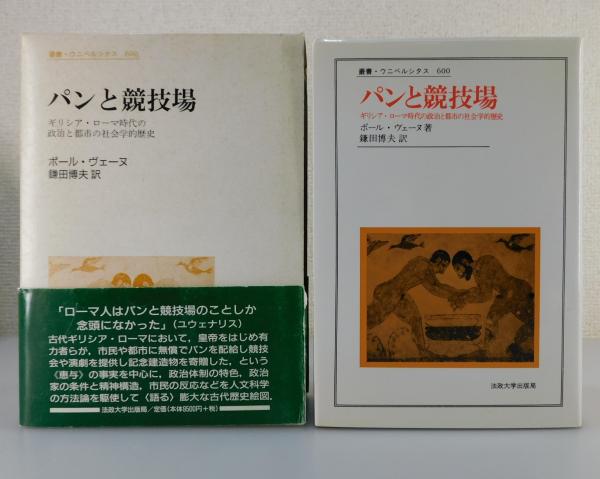 叢書・ウニベルシタス 600
パンと競技場
ギリシア・ローマ時代の
政治と都市の社会学的歴史
ポール・ヴェーヌ
鎌田博夫 訳
「ローマ人はパンと競技場のことしか
念頭になかった」(ユウェナリス)
古代ギリシア・ローマにおいて，皇帝をはじめ有
力者らが，市民や都市に無償でパンを配給し競技
会や演劇を提供し記念建造物を寄贈した，という
《恵与》の事実を中心に，政治体制の特色，政治
家の条件と精神構造，市民の反応などを人文科学
の方法論を駆使して〈語る〉膨大な古代歴史絵図．
法政大学出版局／定価(本体8500円+税)
叢書・ウニベルシタス 600
パンと競技場
ギリシア・ローマ時代の政治と都市の社会学的歴史
ポール・ヴェーヌ著
鎌田博夫 訳
法政大学出版局